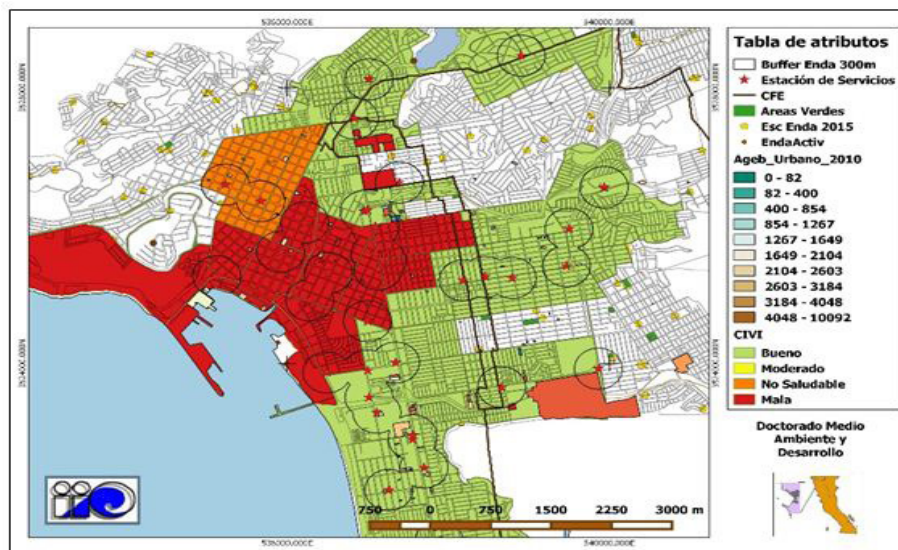 535000.000E
540000.000E
Tabla de atributos
Buffer Enda 300m
Estación de Servicios
CFE
Areas Verdes
Esc Enda 2015
EndaActiv
Ageb_Urbano_2010
0 - 82
82 - 400
400 - 854
854 - 1267
1267 - 1649
1649 - 2104
2104 - 2603
2603 - 3184
3184 - 4048
4048 - 10092
CIVI
Bueno
Moderado
No Saludable
Mala
Doctorado Medio
Ambiente y
Desarrollo
750 0 750 1500 2250 3000 m
535000.000E
540000.000E